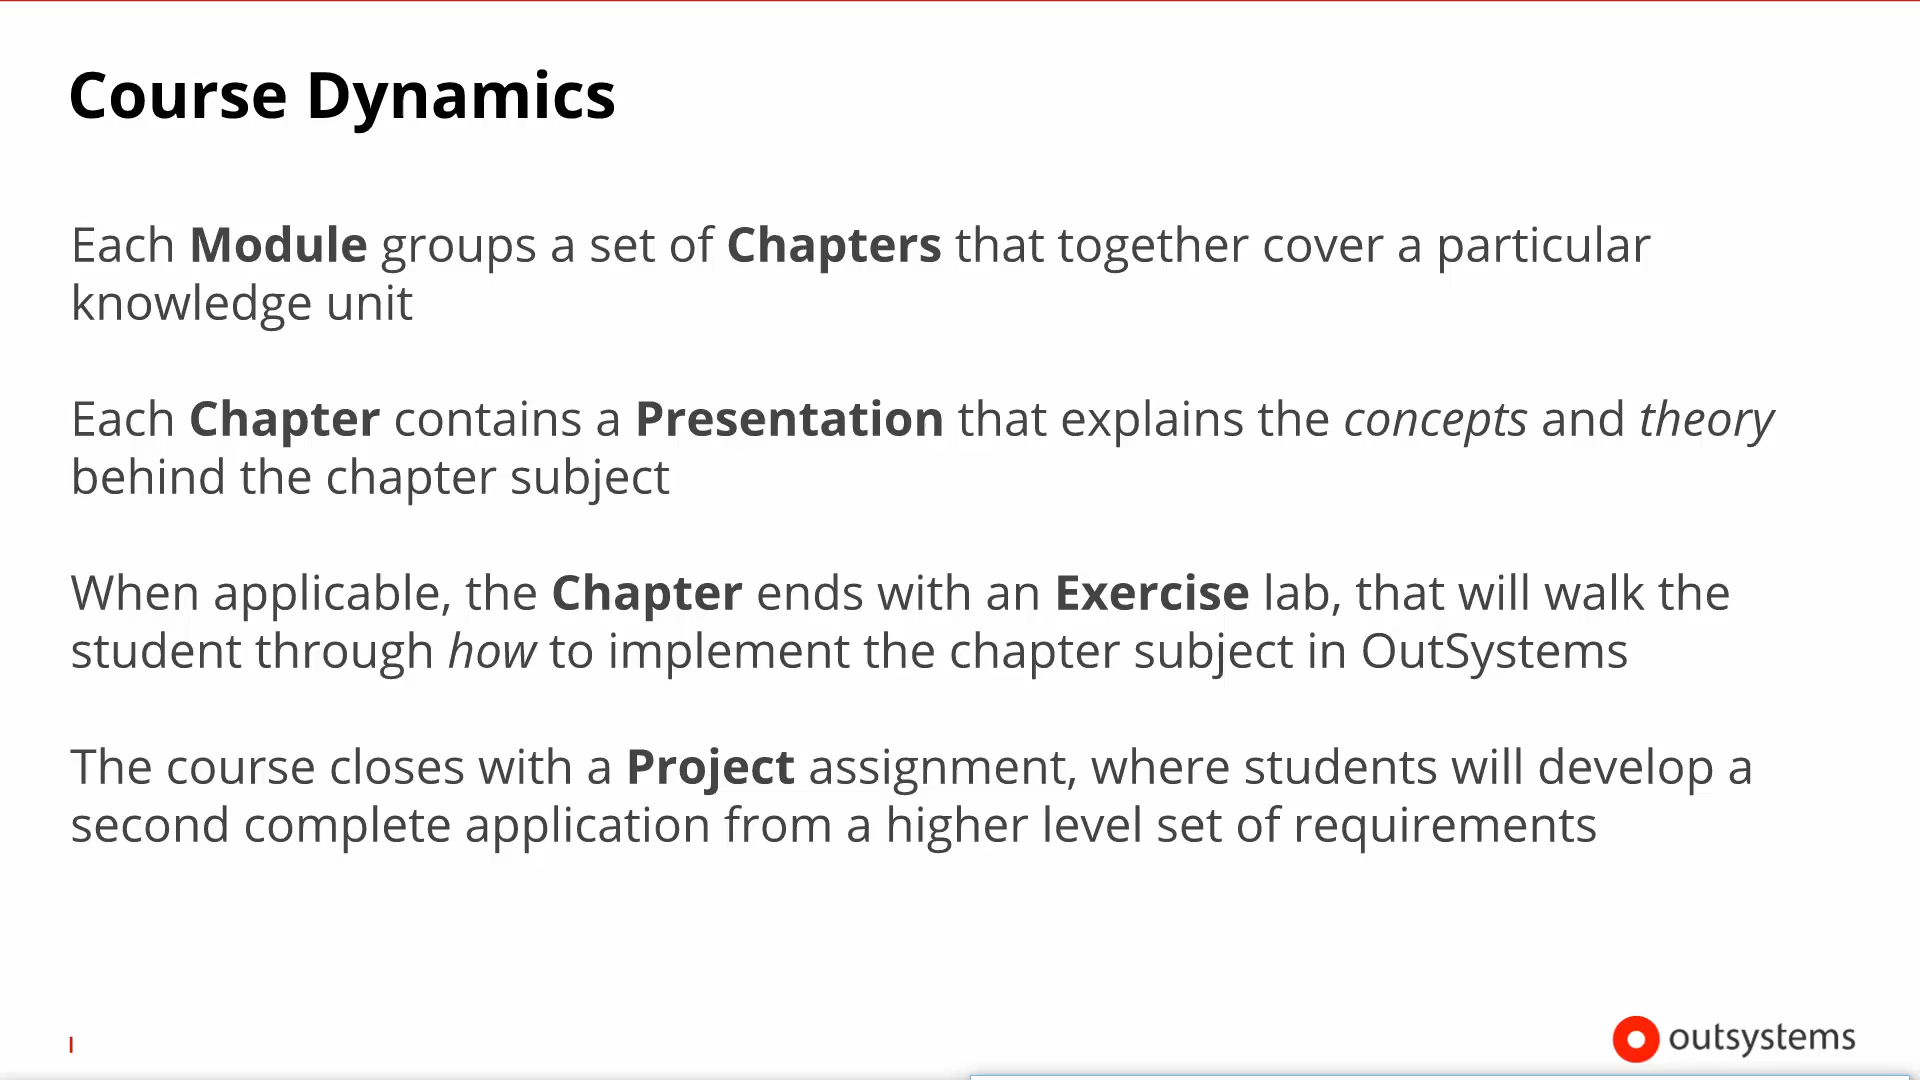 Course Dynamics
Each Module groups a set of Chapters that together cover a particular
knowledge unit
Each Chapter contains a Presentation that explains the concepts and theory
behind the chapter subject
When applicable, the Chapter ends with an Exercise lab, that will walk the
student through how to implement the chapter subject in OutSystems
The course closes with a Project assignment, where students will develop a
second complete application from a higher level set of requirements
outsystems